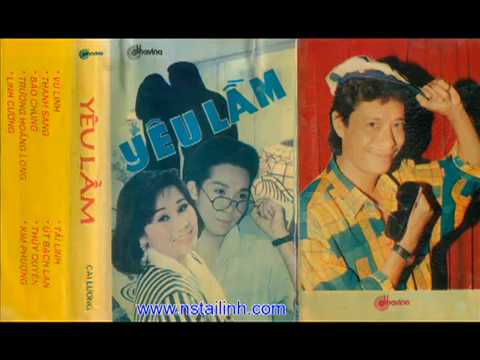 VŨ LINH
THANH SANG
BẢO CHUNG
TRƯƠNG HOÀNG LONG
LINH CƯỜNG
TÀI LINH
ÚT BẠCH LAN
THÚY QUYÊN
KIM PHƯỢNG
YÊU LẦM
CẢI LƯƠNG
YÊU LẦM
www.nstailinh.com